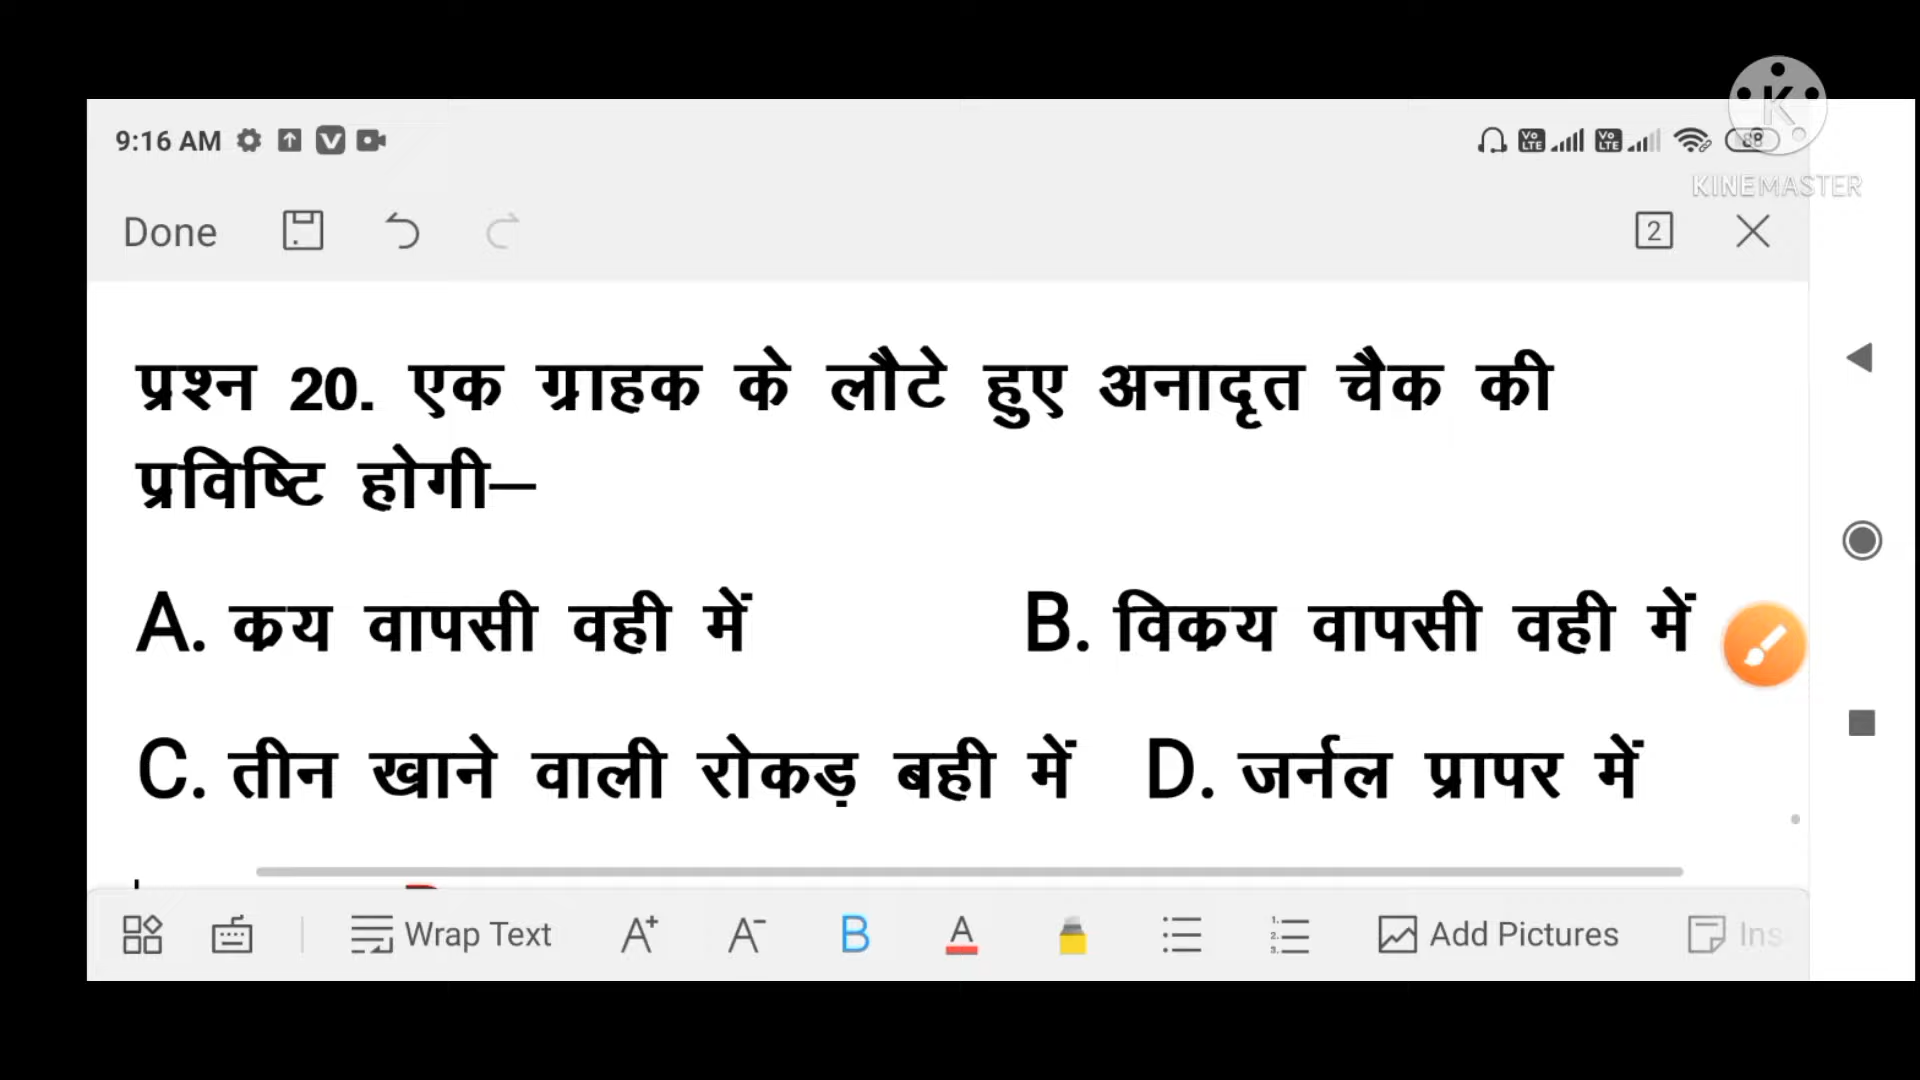 9:16 AM
KINEMASTER
Done
2
प्रश्न 20. एक ग्राहक के लौटे हुए अनादृत चैक की
प्रविष्टि होगी—
A. क्रय वापसी वही में B. विक्रय वापसी वही में
C. तीन खाने वाली रोकड़ बही में D. जर्नल प्रापर में
Wrap Text Add Pictures Ins